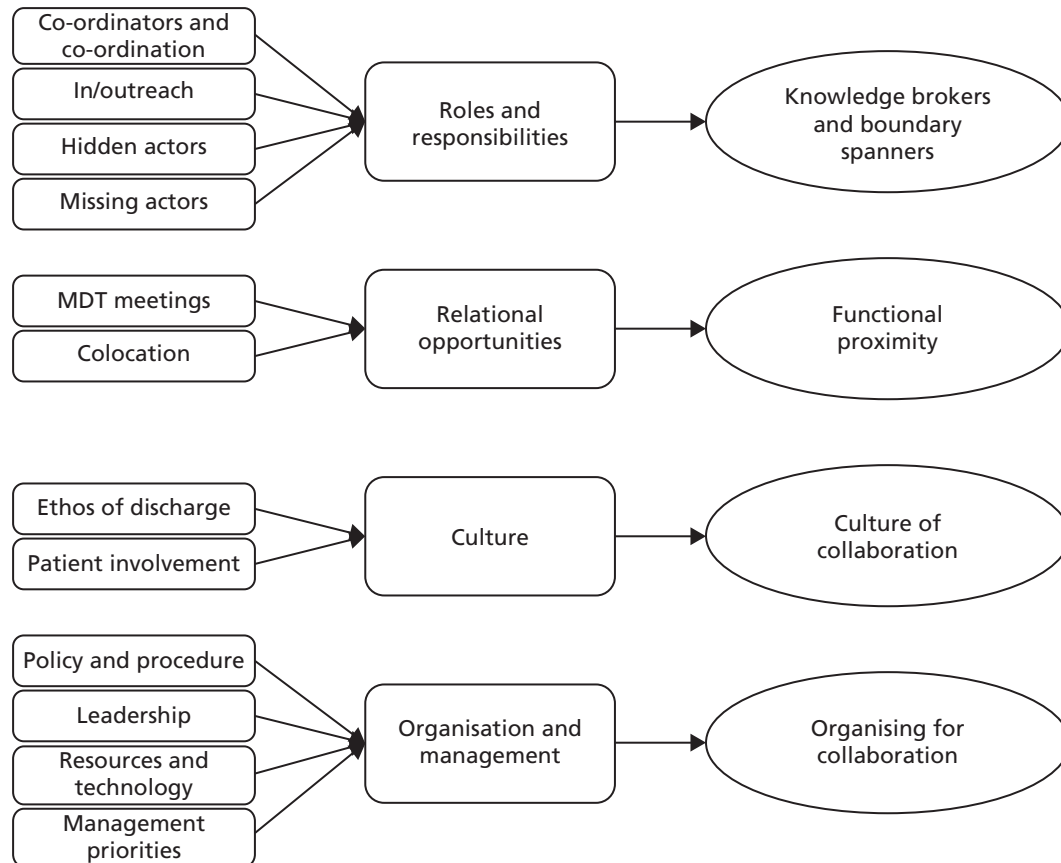 Co-ordinators and
co-ordination
In/outreach
Hidden actors
Missing actors
Roles and
responsibilities
Knowledge brokers
and boundary
spanners
MDT meetings
Colocation
Relational
opportunities
Functional
proximity
Ethos of discharge
Patient involvement
Culture
Culture of
collaboration
Policy and procedure
Leadership
Resources and
technology
Management
priorities
Organisation and
management
Organising for
collaboration